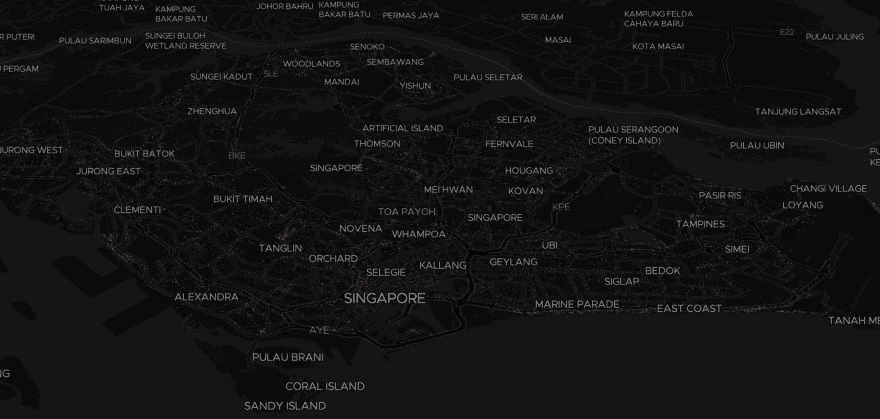 TUAH JAYA
KAMPUNG
BAKAR BATU
JOHOR BAHRU
KAMPUNG
BAKAR BATU
PERMAS JAYA
SERI ALAM
KAMPUNG FELDA
CAHAYA BARU
E22
PULAU JULING
PULAU SARIMBUN
SUNGEI BULOH
WETLAND RESERVE
SENOKO
MASAI
KOTA MASAI
PERGAM
WOODLANDS
SEMBAWANG
SLE
SUNGEI KADUT
MANDAI
YISHUN
PULAU SELETAR
ZHENGHUA
SELETAR
TANJUNG LANGSAT
ARTIFICIAL ISLAND
PULAU SERANGOON
(CONEY ISLAND)
THOMSON
FERNVALE
PULAU UBIN
JURONG WEST
BUKIT BATOK
BKE
JURONG EAST
SINGAPORE
HOUGANG
MEI HWAN
KOVAN
PASIR RIS
CHANGI VILLAGE
LOYANG
BUKIT TIMAH
CLEMENTI
TOA PAYOH
SINGAPORE
KPE
TAMPINES
NOVENA
WHAMPOA
TANGLIN
UBI
SIMEI
ORCHARD
SELEGIE
KALLANG
GEYLANG
BEDOK
SIGLAP
ALEXANDRA
SINGAPORE
MARINE PARADE
EAST COAST
TANAH ME
AYE
PULAU BRANI
CORAL ISLAND
SANDY ISLAND